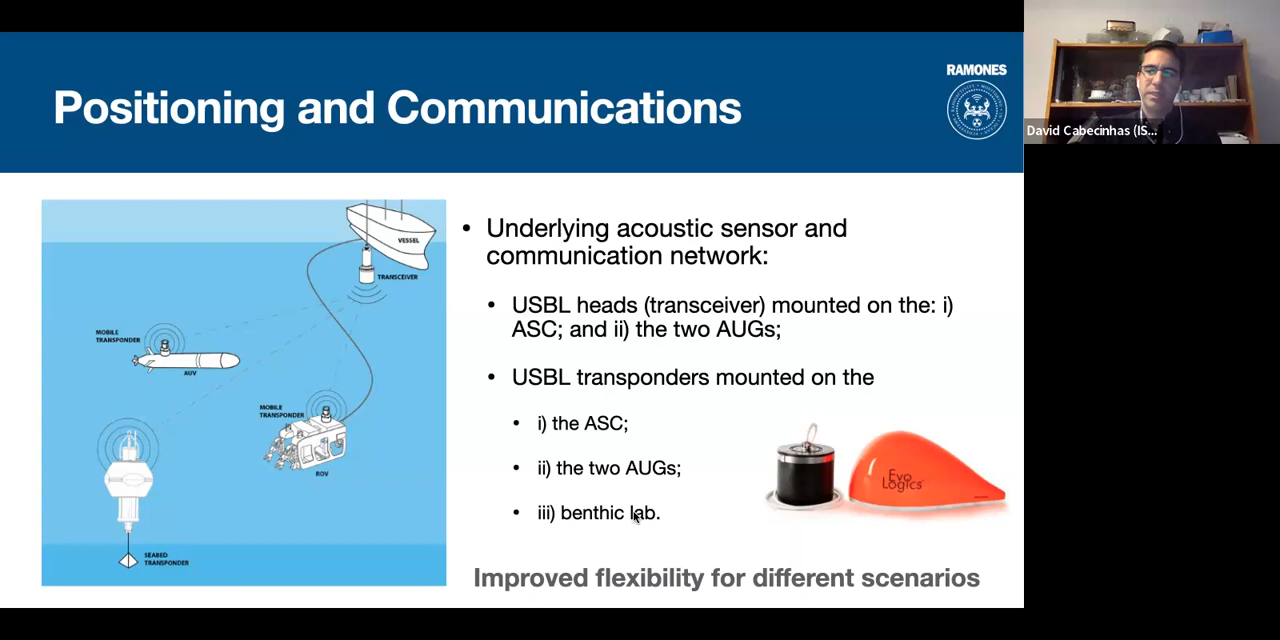 Positioning and Communications
RAMONES
David Cabecinhas (IS...
VESSEL
TRANSCEIVER
MOBILE
TRANSPONDER
AUV
MOBILE
TRANSPONDER
ROV
SEABED
TRANSPONDER
• Underlying acoustic sensor and
communication network:
• USBL heads (transceiver) mounted on the: i)
ASC; and ii) the two AUGs;
• USBL transponders mounted on the
• i) the ASC;
• ii) the two AUGs;
• iii) benthic lab.
Evo
Logics
Improved flexibility for different scenarios